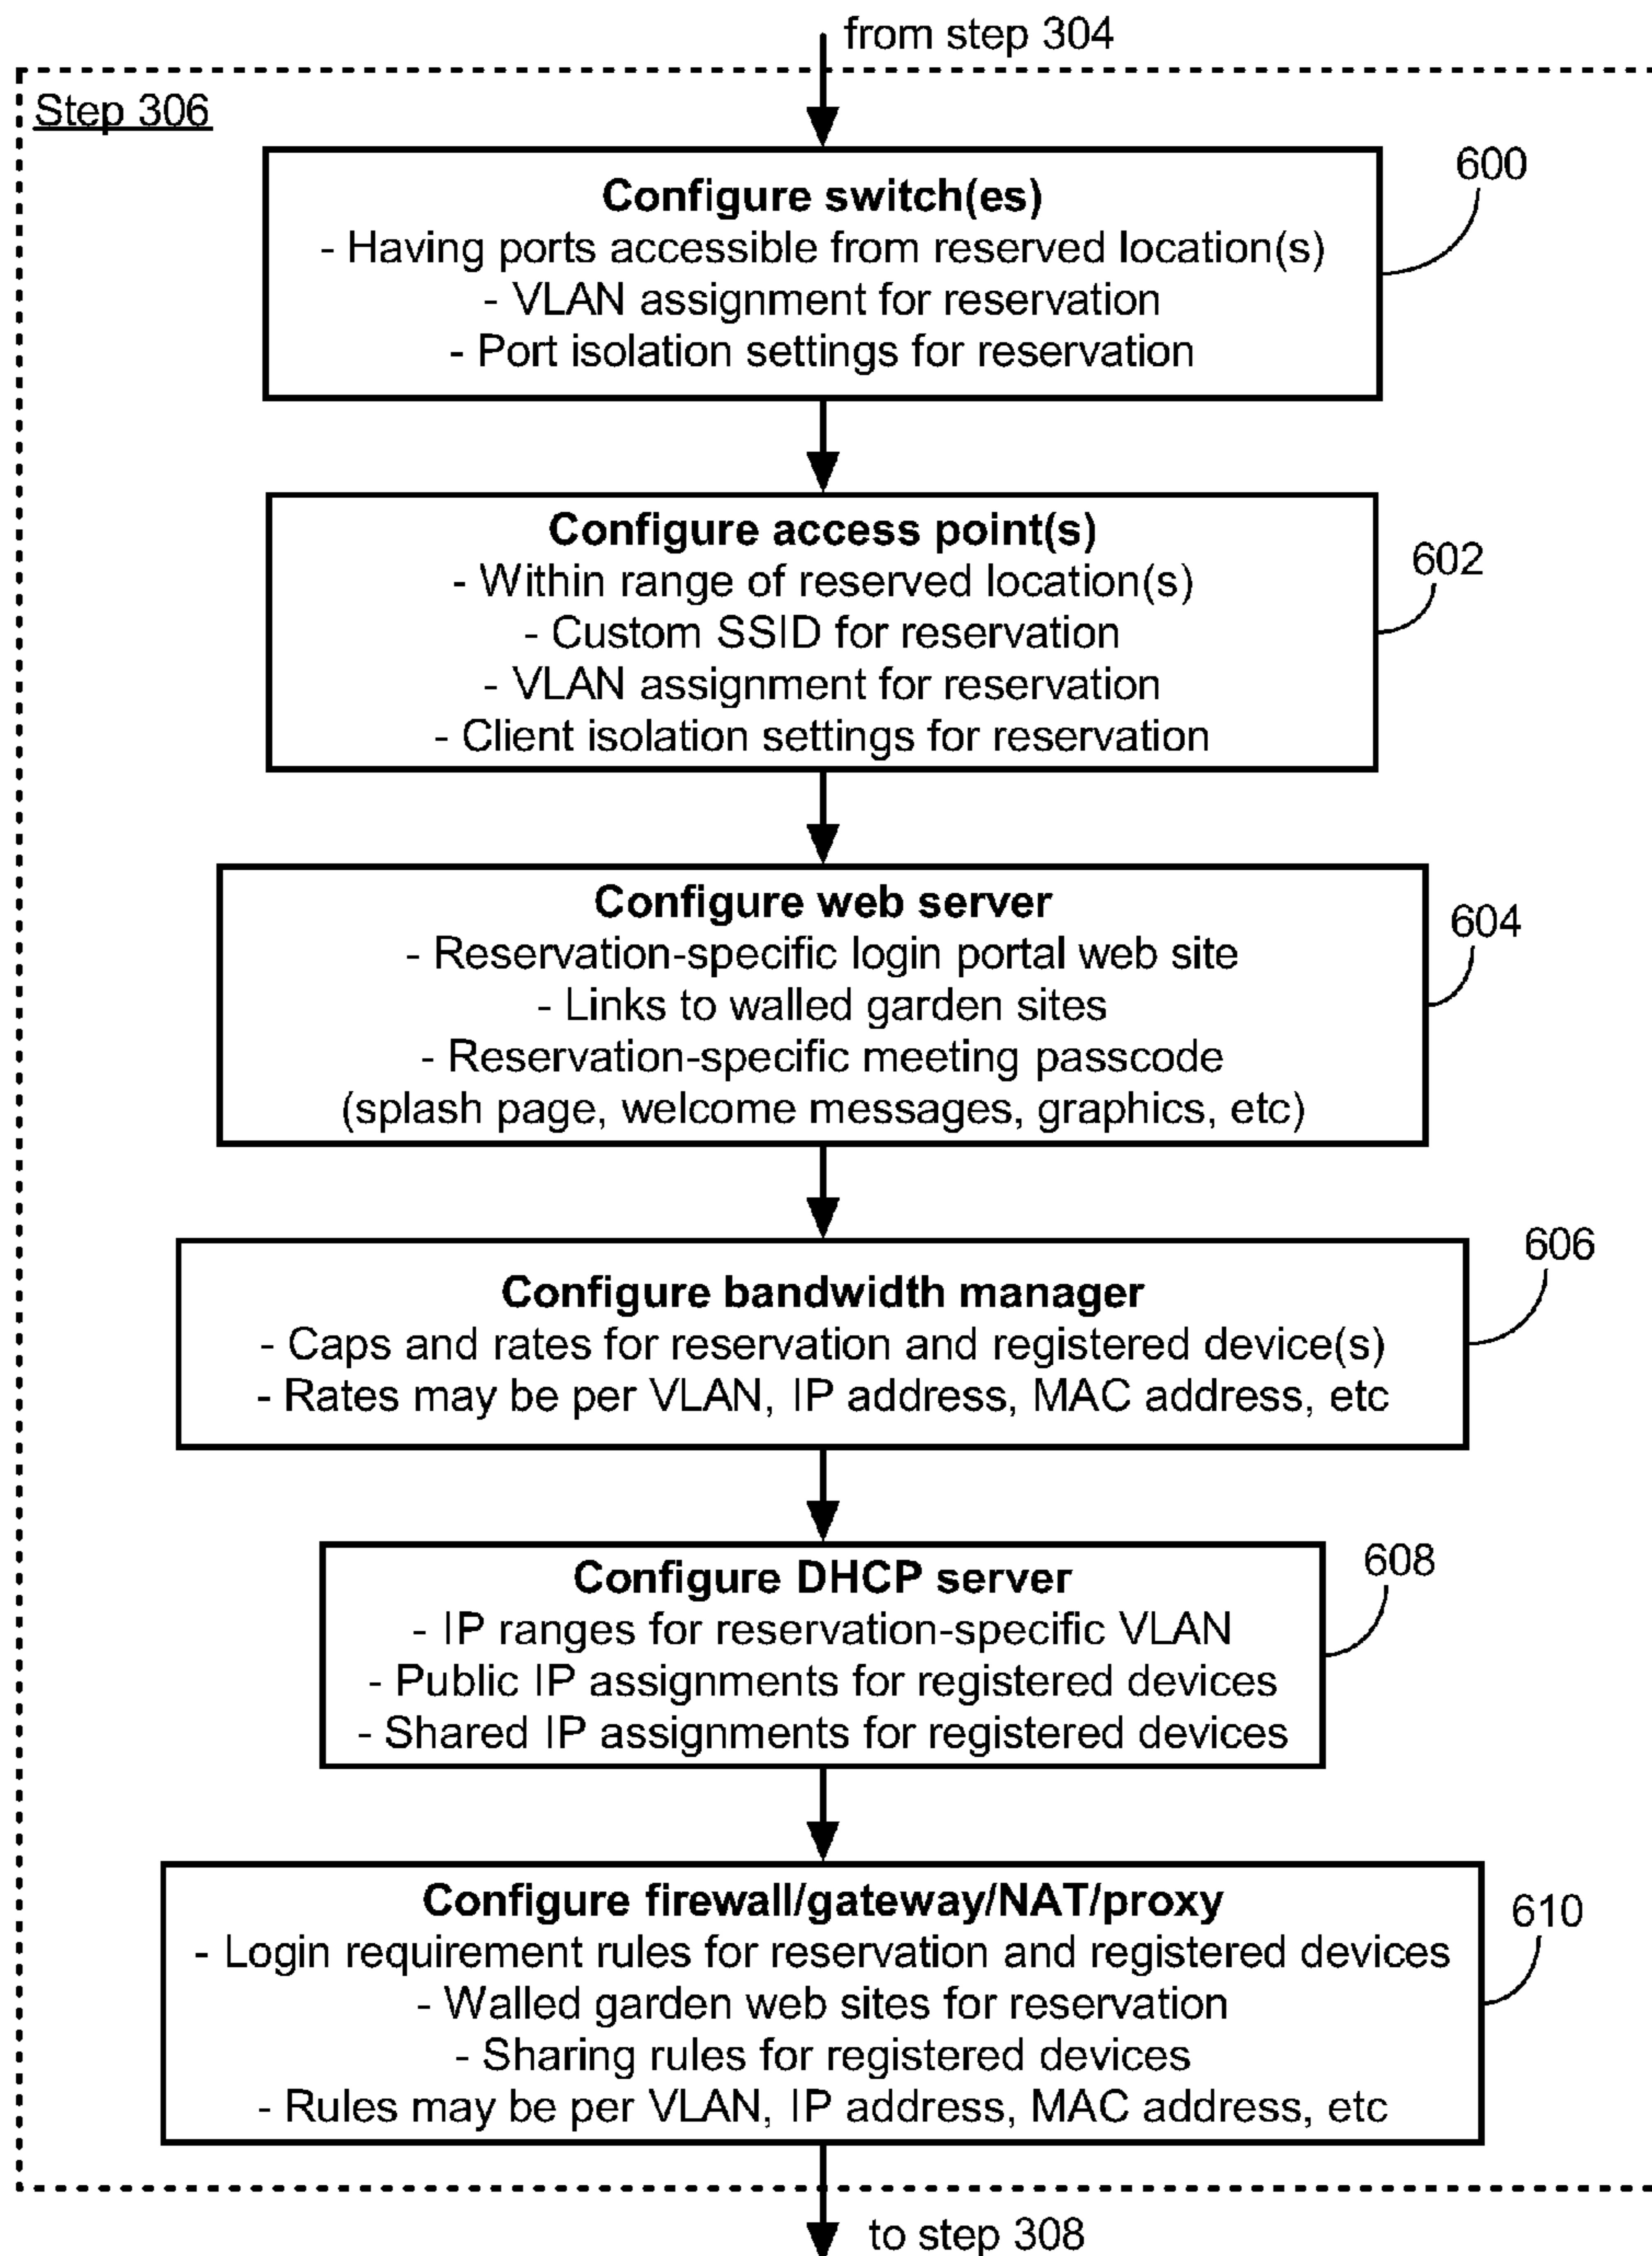 from step 304
Step 306
Configure switch(es)
- Having ports accessible from reserved location(s)
- VLAN assignment for reservation
- Port isolation settings for reservation
600
Configure access point(s)
- Within range of reserved location(s)
- Custom SSID for reservation
- VLAN assignment for reservation
- Client isolation settings for reservation
602
Configure web server
- Reservation-specific login portal web site
- Links to walled garden sites
- Reservation-specific meeting passcode
(splash page, welcome messages, graphics, etc)
604
Configure bandwidth manager
- Caps and rates for reservation and registered device(s)
- Rates may be per VLAN, IP address, MAC address, etc
606
Configure DHCP server
- IP ranges for reservation-specific VLAN
- Public IP assignments for registered devices
- Shared IP assignments for registered devices
608
Configure firewall/gateway/NAT/proxy
- Login requirement rules for reservation and registered devices
- Walled garden web sites for reservation
- Sharing rules for registered devices
- Rules may be per VLAN, IP address, MAC address, etc
610
to step 308